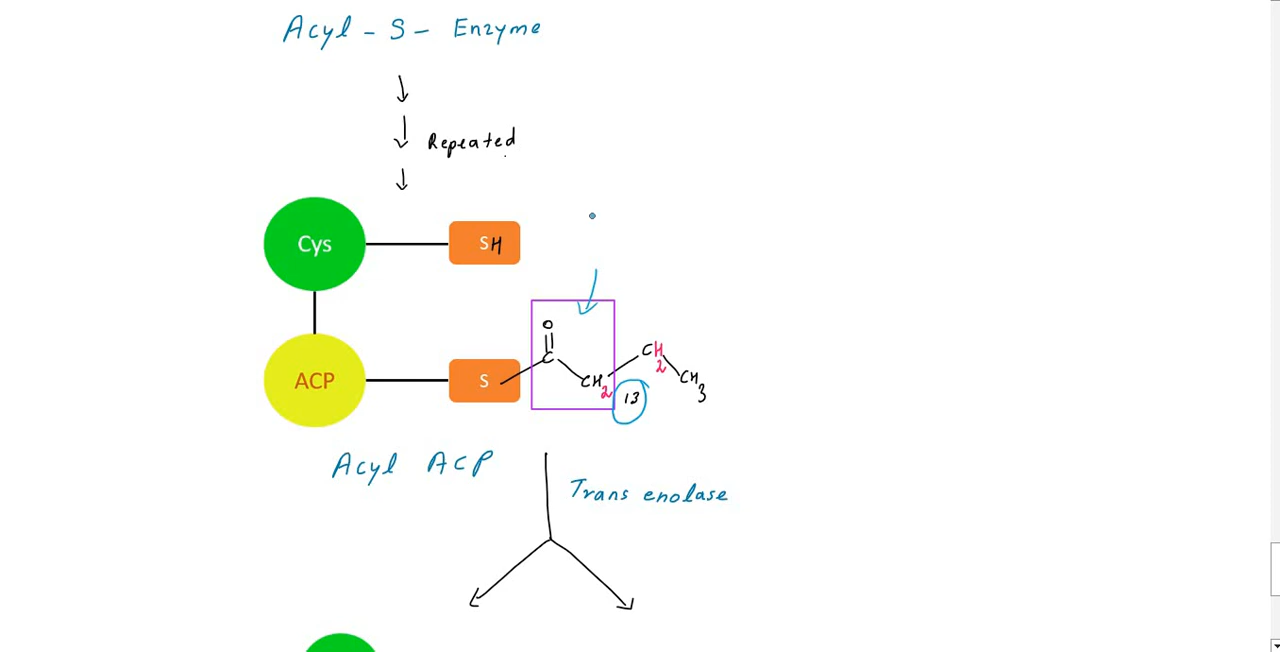 Acyl - S - Enzyme
Repeated
Cys
SH
O
C
CH2
CH2
CH3
ACP
S
13
Acyl ACP
Trans enolase